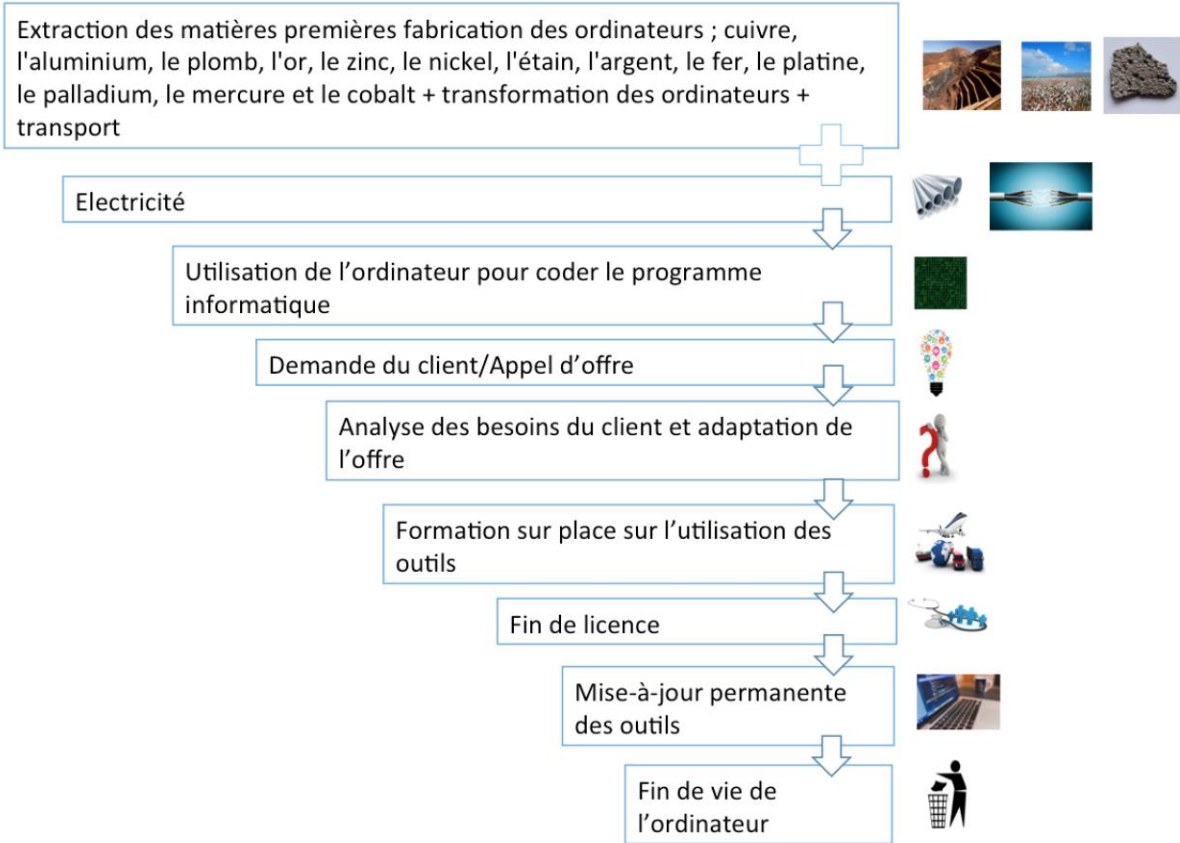 Extraction des matières premières fabrication des ordinateurs ; cuivre,
l'aluminium, le plomb, l'or, le zinc, le nickel, l'étain, l'argent, le fer, le platine,
le palladium, le mercure et le cobalt + transformation des ordinateurs +
transport
Electricité
Utilisation de l’ordinateur pour coder le programme
informatique
Demande du client/Appel d’offre
Analyse des besoins du client et adaptation de
l’offre
Formation sur place sur l’utilisation des
outils
Fin de licence
Mise-à-jour permanente
des outils
Fin de vie de
l’ordinateur